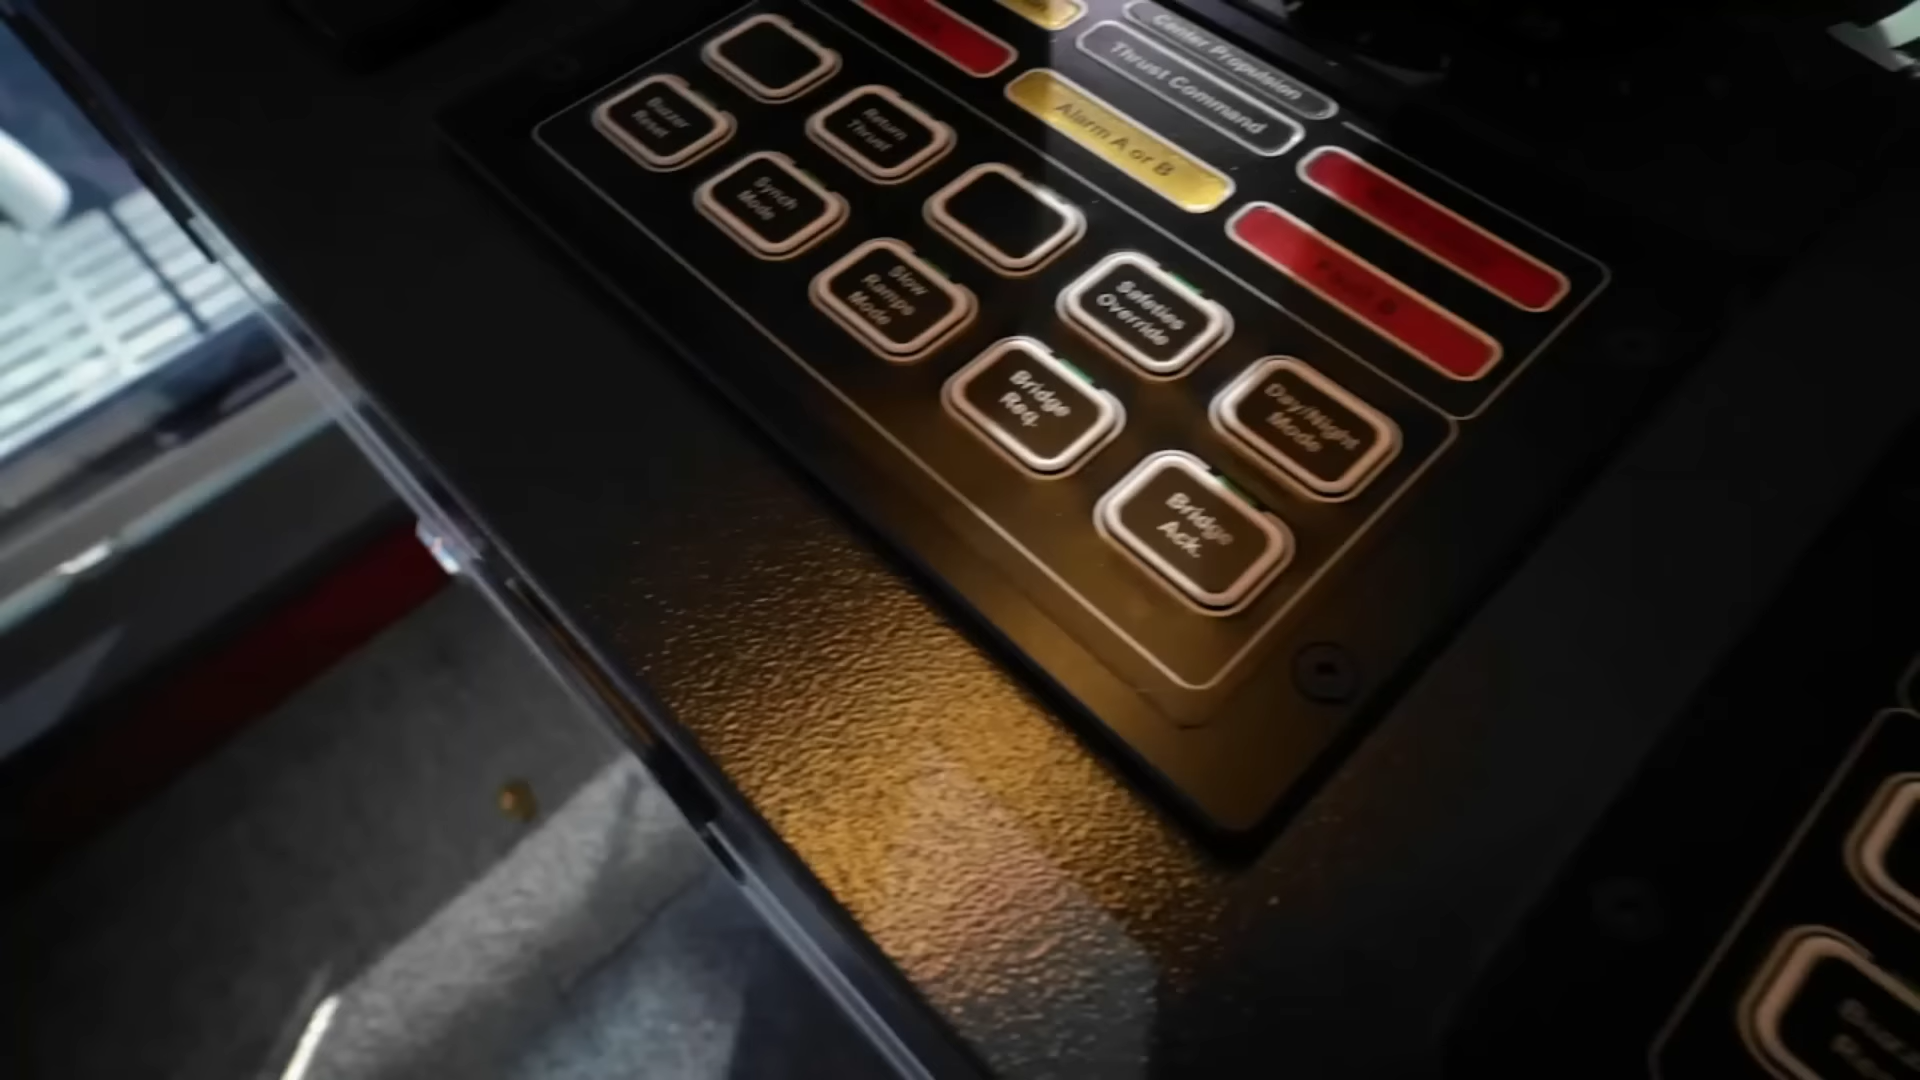 Center Propulsion
Thrust Command
Alarm A or B
Return
Thrust
Safeties
Override
Day/Night
Mode
Buzzer
Reset
Synch
Mode
Slow
Ramps
Mode
Bridge
Req.
Bridge
Ack.